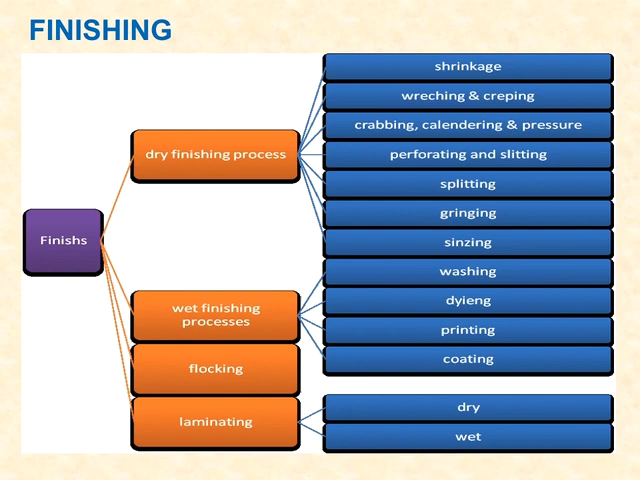 FINISHING
Finishs
dry finishing process
shrinkage
wreching & creping
crabbing, calendering & pressure
perforating and slitting
splitting
gringing
sinzing
wet finishing
processes
washing
dyieng
printing
coating
flocking
laminating
dry
wet